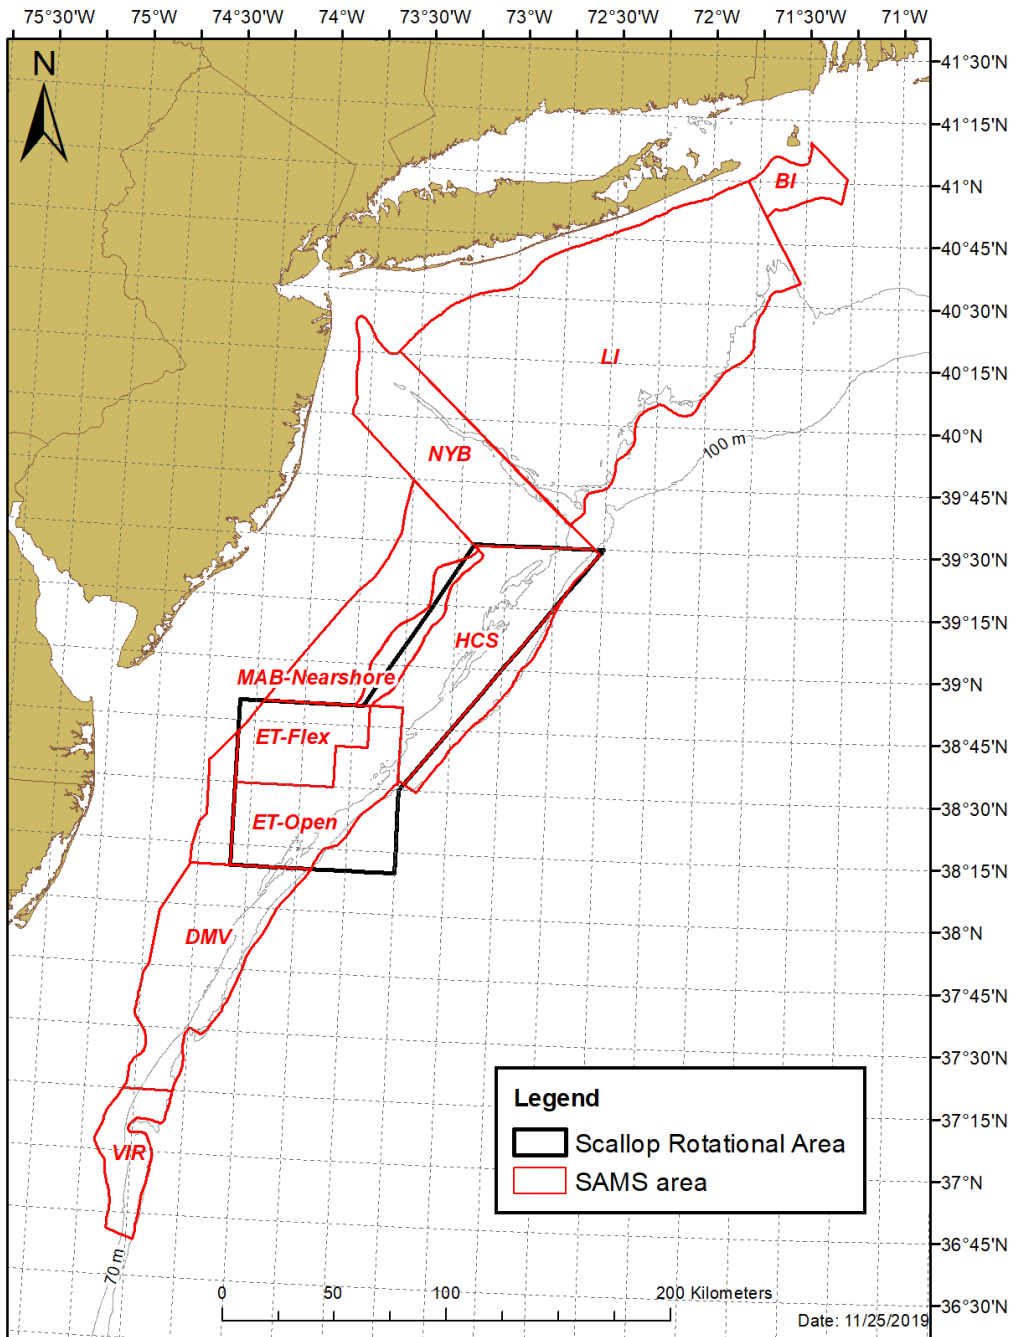 75°30'W 75°W 74°30'W 74°W 73°30'W 73°W 72°30'W 72°W 71°30'W 71°W
N
41°30'N
41°15'N
41°N
40°45'N
40°30'N
40°15'N
40°N
39°45'N
39°30'N
39°15'N
39°N
38°45'N
38°30'N
38°15'N
38°N
37°45'N
37°30'N
37°15'N
37°N
36°45'N
36°30'N
BI
LI
NYB
100 m
HCS
MAB-Nearshore
ET-Flex
ET-Open
DMV
VIR
70 m
Legend
Scallop Rotational Area
SAMS area
0 50 100 200 Kilometers
Date: 11/25/2019